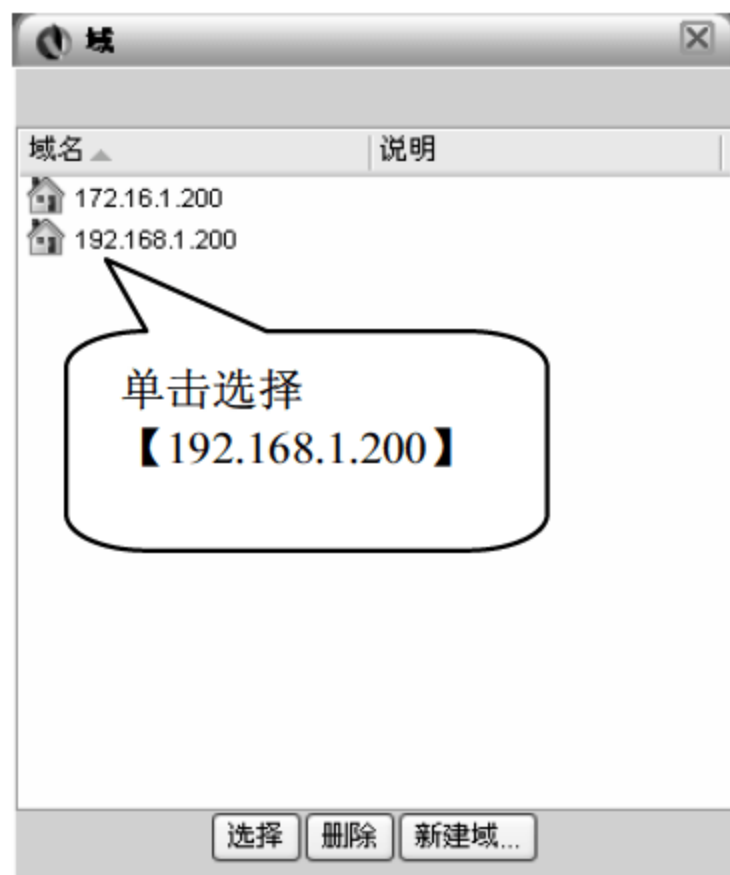 域
域名 说明
172.16.1.200
192.168.1.200
单击选择
【192.168.1.200】
选择 删除 新建域...